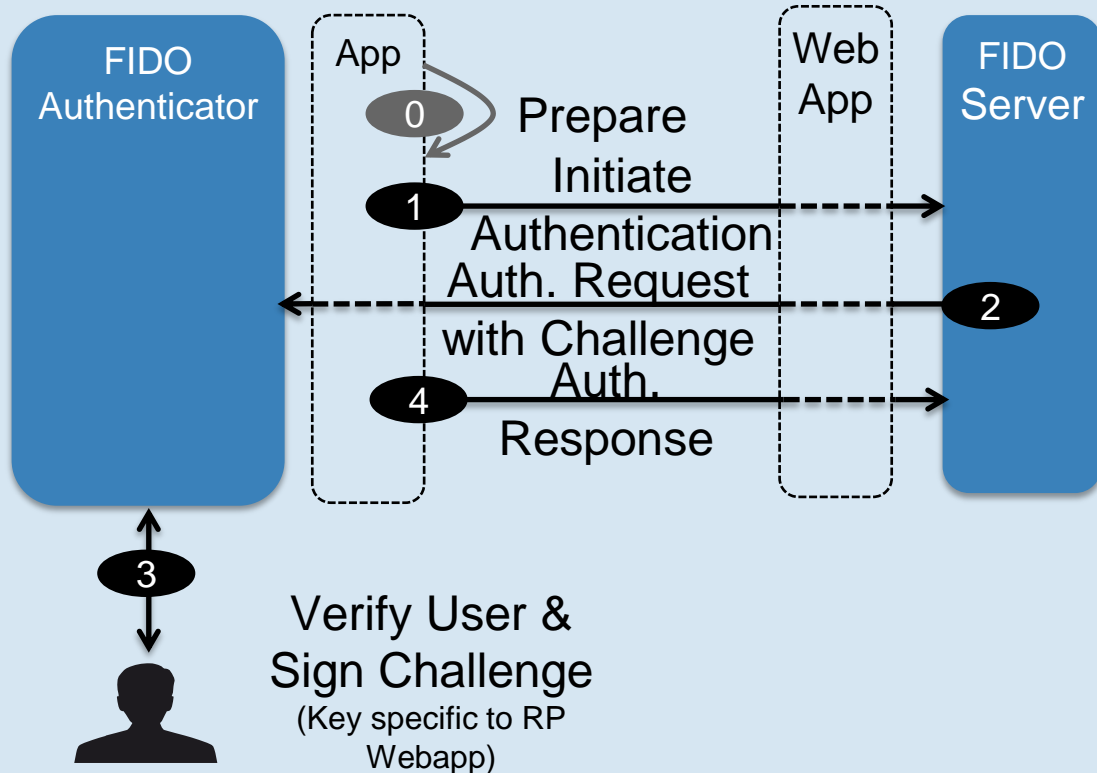 FIDO
Authenticator
App
Web
App
FIDO
Server
0
Prepare
1
Initiate
Authentication
2
Auth. Request
with Challenge
4
Auth.
Response
3
Verify User &
Sign Challenge
(Key specific to RP
Webapp)